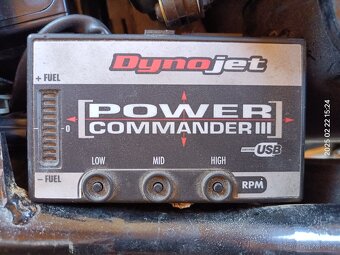 Dynojet
+ FUEL
POWER
0
COMMANDER III
USB
LOW MID HIGH
- FUEL
RPM
2025/02/22 15:24